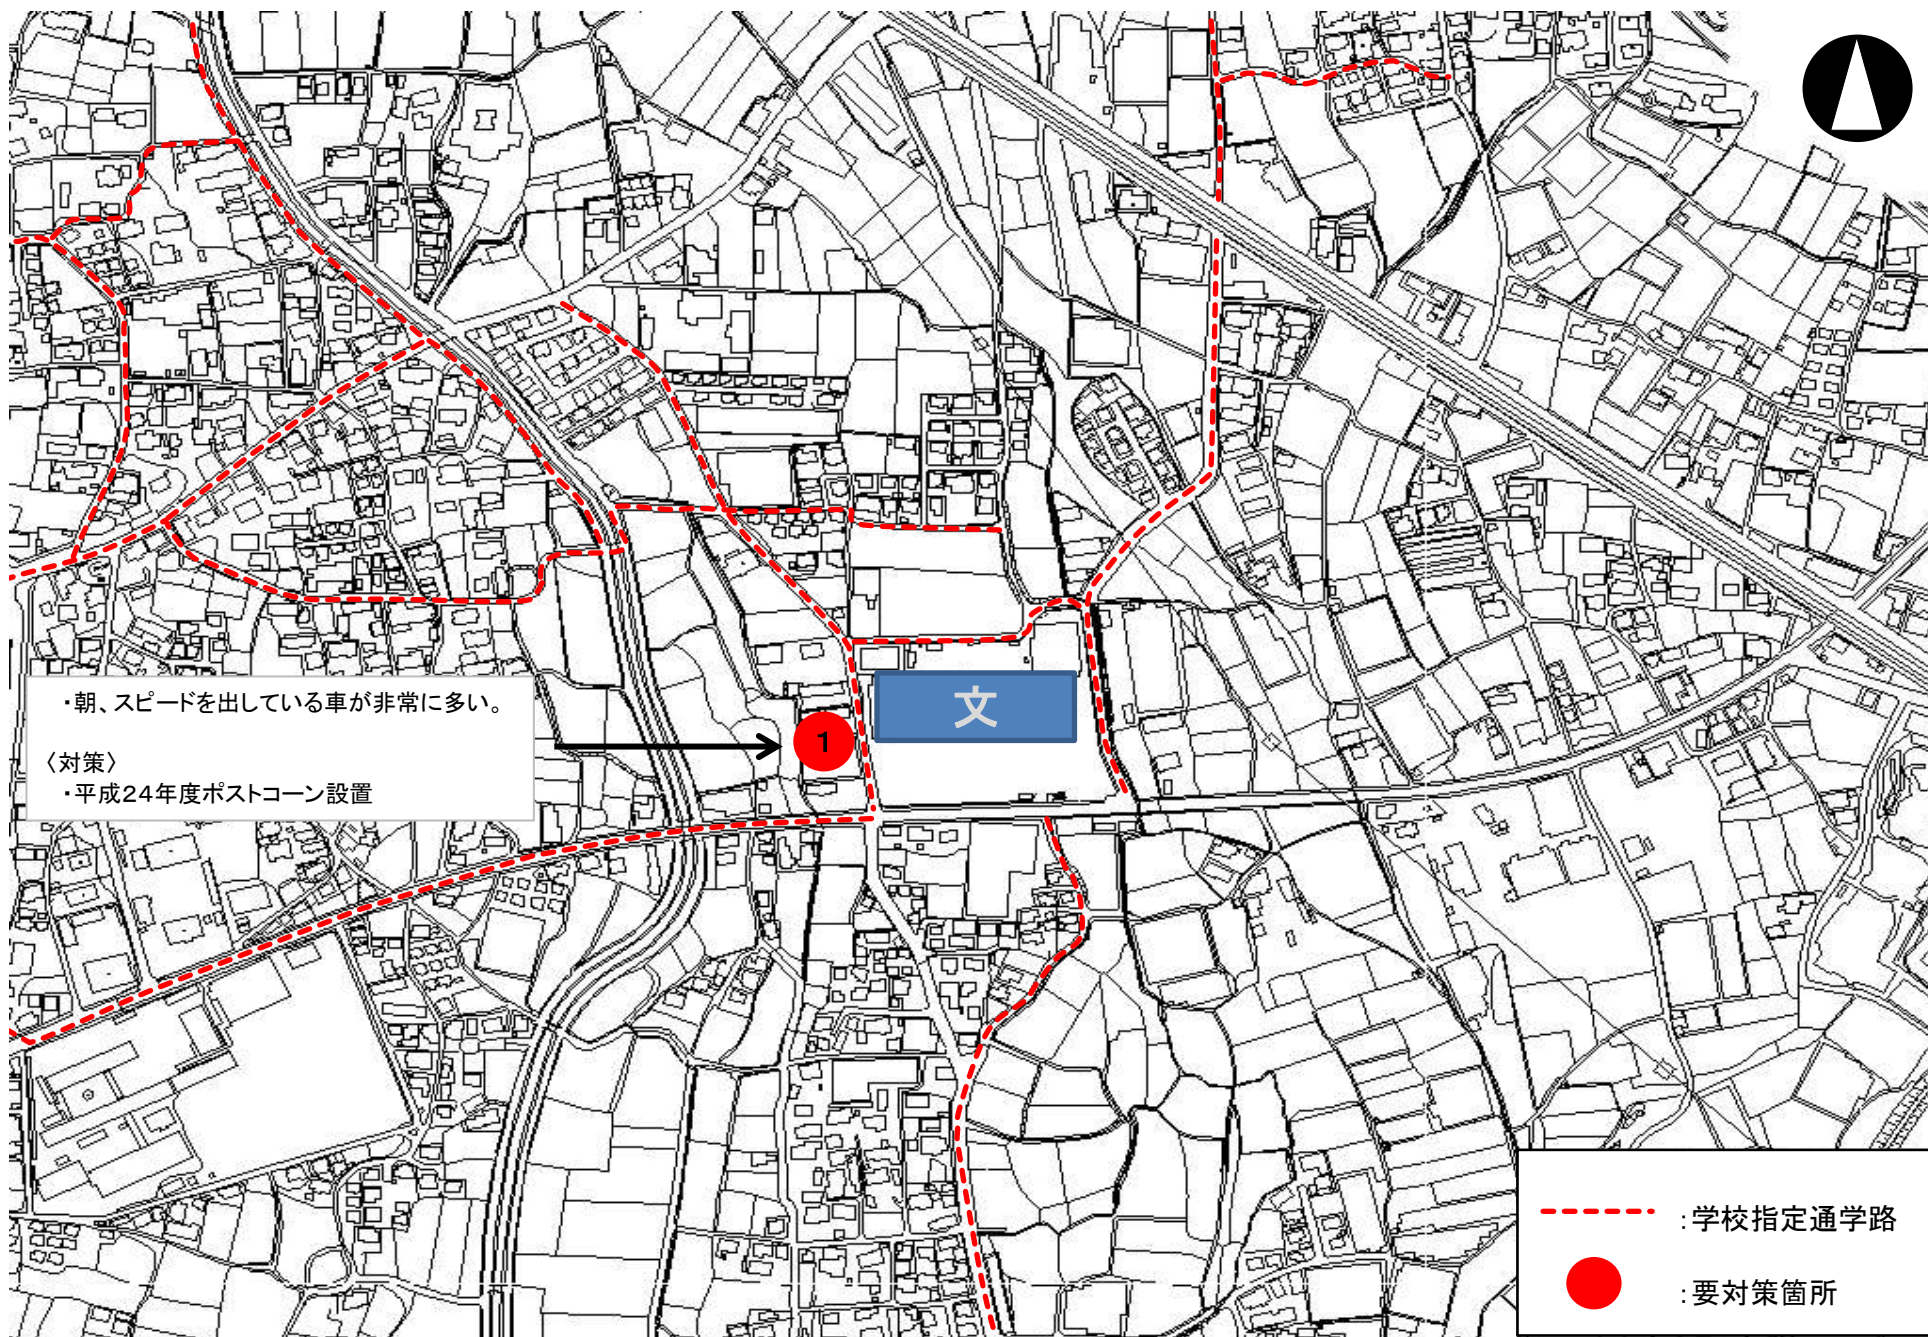 ・朝、スピードを出している車が非常に多い。
〈対策〉
・平成24年度ポストコーン設置
1
文
:学校指定通学路
:要対策箇所